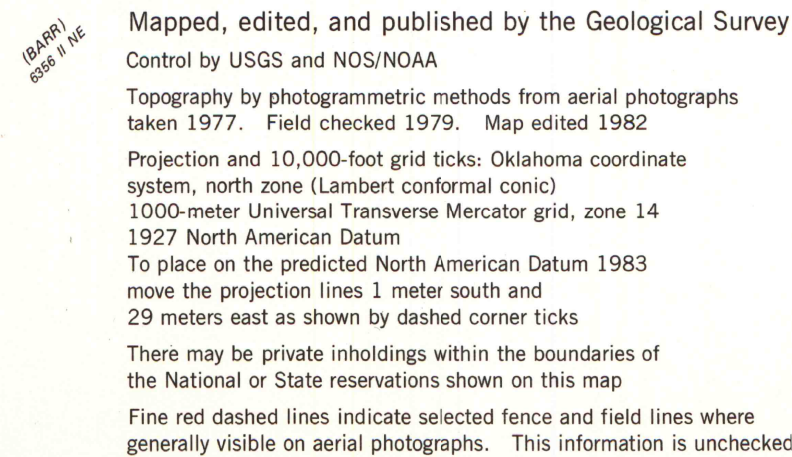 (BARR)
6356 II NE
Mapped, edited, and published by the Geological Survey
Control by USGS and NOS/NOAA
Topography by photogrammetric methods from aerial photographs
taken 1977. Field checked 1979. Map edited 1982
Projection and 10,000-foot grid ticks: Oklahoma coordinate
system, north zone (Lambert conformal conic)
1000-meter Universal Transverse Mercator grid, zone 14
1927 North American Datum
To place on the predicted North American Datum 1983
move the projection lines 1 meter south and
29 meters east as shown by dashed corner ticks
There may be private inholdings within the boundaries of
the National or State reservations shown on this map
Fine red dashed lines indicate selected fence and field lines where
generally visible on aerial photographs. This information is unchecked